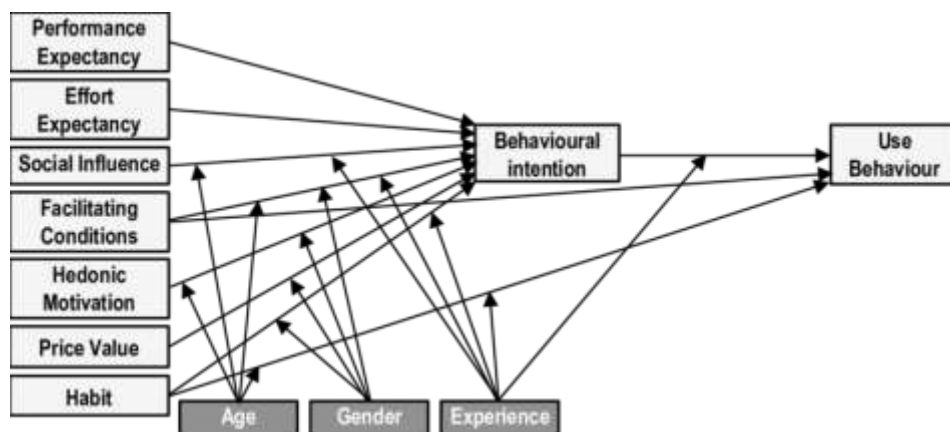 Performance
Expectancy
Effort
Expectancy
Social Influence
Facilitating
Conditions
Hedonic
Motivation
Price Value
Habit
Behavioural
intention
Use
Behaviour
Age
Gender
Experience